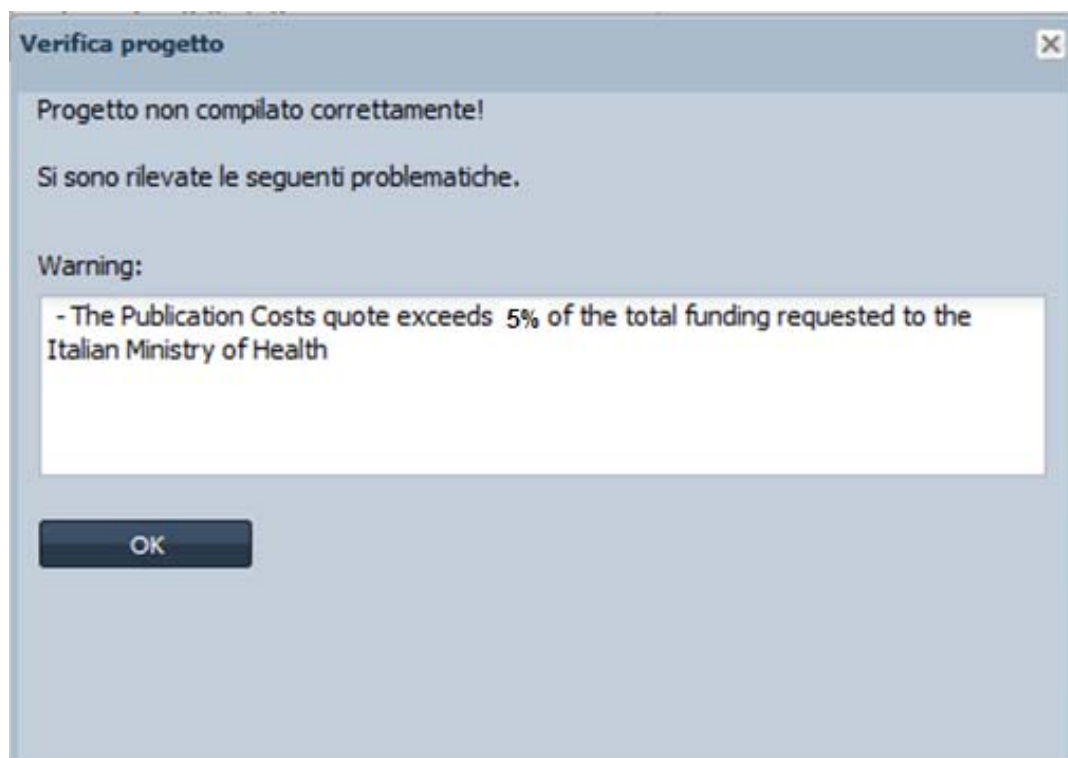 Verifica progetto
Progetto non compilato correttamente!
Si sono rilevate le seguenti problematiche.
Warning:
- The Publication Costs quote exceeds 5% of the total funding requested to the
Italian Ministry of Health
OK